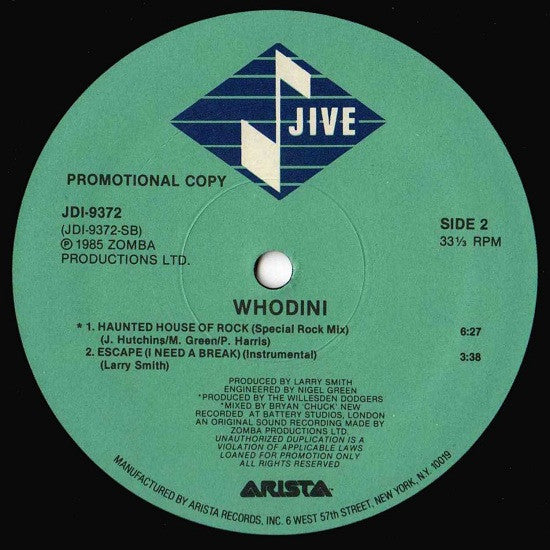 JIVE
PROMOTIONAL COPY
JDI-9372
(JDI-9372-SB)
℗ 1985 ZOMBA
PRODUCTIONS LTD.
SIDE 2
33⅓ RPM
WHODINI
* 1. HAUNTED HOUSE OF ROCK (Special Rock Mix) 6:27
(J. Hutchins/M. Green/P. Harris)
2. ESCAPE (I NEED A BREAK) (Instrumental) 3:38
(Larry Smith)
PRODUCED BY LARRY SMITH
ENGINEERED BY NIGEL GREEN
*PRODUCED BY THE WILLESDEN DODGERS
*MIXED BY BRYAN 'CHUCK' NEW
RECORDED AT BATTERY STUDIOS, LONDON
AN ORIGINAL SOUND RECORDING MADE BY
ZOMBA PRODUCTIONS LTD.
UNAUTHORIZED DUPLICATION IS A
VIOLATION OF APPLICABLE LAWS
LOANED FOR PROMOTION ONLY
ALL RIGHTS RESERVED
ARISTA
MANUFACTURED BY ARISTA RECORDS, INC. 6 WEST 57th STREET, NEW YORK, N.Y. 10019